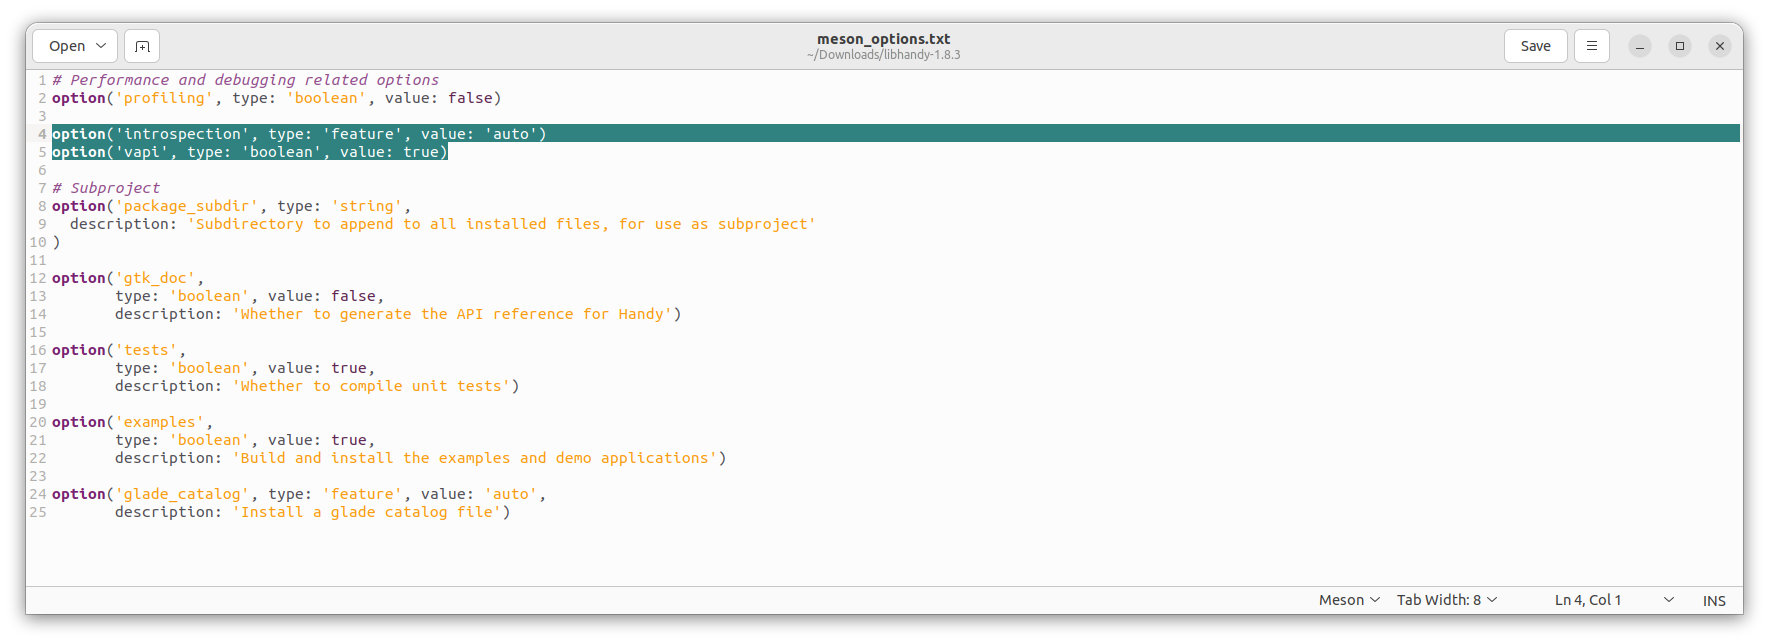 Open
meson_options.txt
~/Downloads/libhandy-1.8.3
Save
1 # Performance and debugging related options
2 option('profiling', type: 'boolean', value: false)
3
4 option('introspection', type: 'feature', value: 'auto')
5 option('vapi', type: 'boolean', value: true)
6
7 # Subproject
8 option('package_subdir', type: 'string',
9   description: 'Subdirectory to append to all installed files, for use as subproject'
10 )
11
12 option('gtk_doc',
13        type: 'boolean', value: false,
14        description: 'Whether to generate the API reference for Handy')
15
16 option('tests',
17        type: 'boolean', value: true,
18        description: 'Whether to compile unit tests')
19
20 option('examples',
21        type: 'boolean', value: true,
22        description: 'Build and install the examples and demo applications')
23
24 option('glade_catalog', type: 'feature', value: 'auto',
25        description: 'Install a glade catalog file')
Meson Tab Width: 8 Ln 4, Col 1 INS